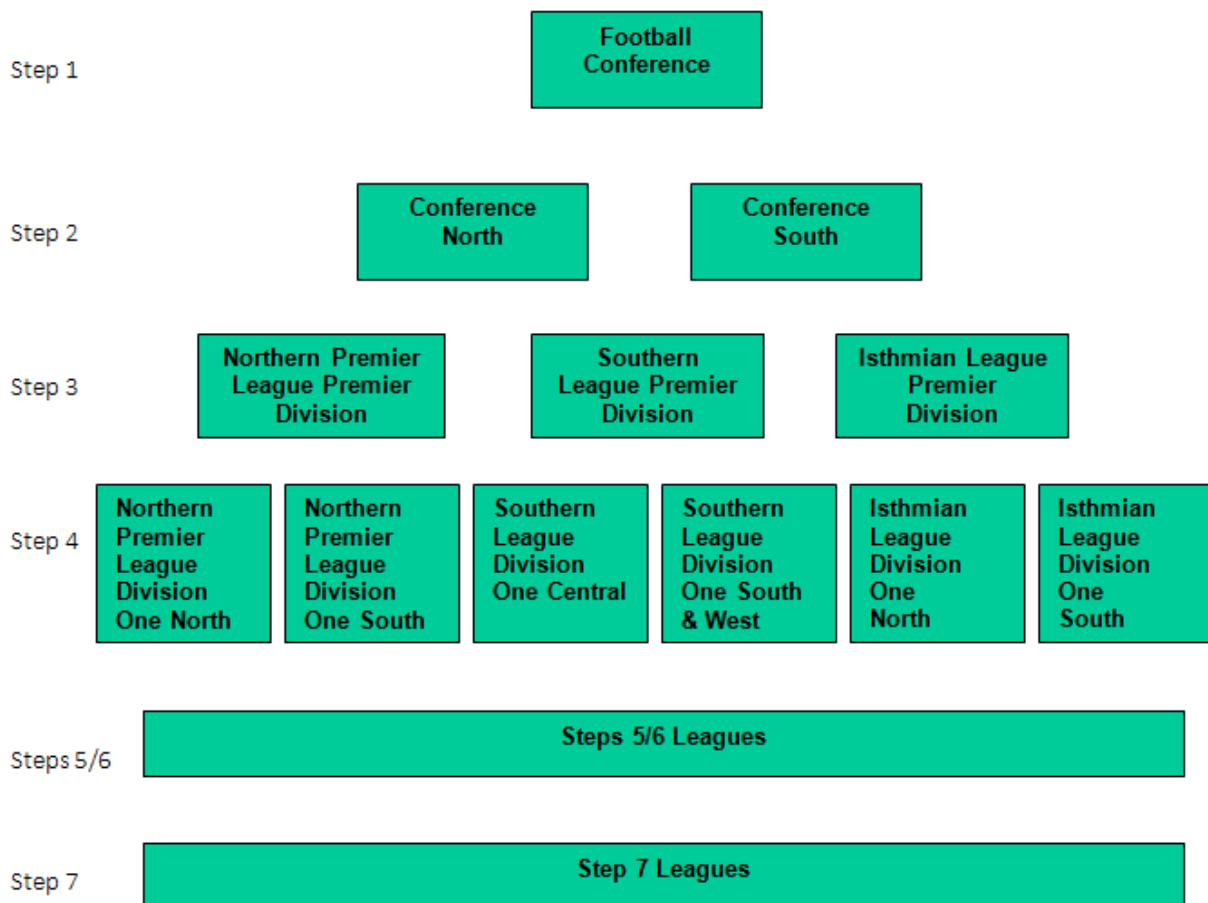 Step 1
Football
Conference
Step 2
Conference
North
Conference
South
Step 3
Northern Premier
League Premier
Division
Southern
League Premier
Division
Isthmian League
Premier
Division
Step 4
Northern
Premier
League
Division
One North
Northern
Premier
League
Division
One South
Southern
League
Division
One Central
Southern
League
Division
One South
& West
Isthmian
League
Division
One
North
Isthmian
League
Division
One
South
Steps 5/6
Steps 5/6 Leagues
Step 7
Step 7 Leagues